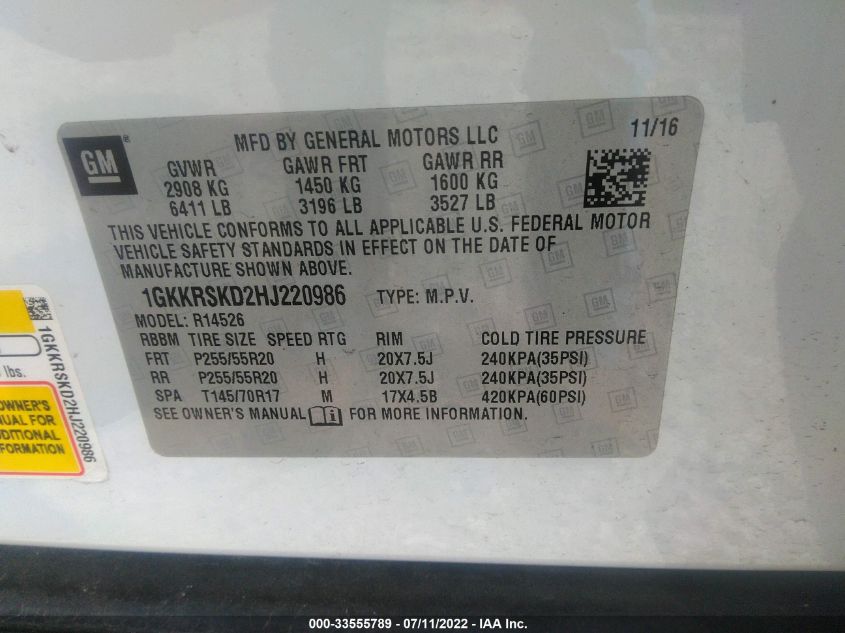 GM
®
MFD BY GENERAL MOTORS LLC
11/16
GVWR GAWR FRT GAWR RR
2908 KG 1450 KG 1600 KG
6411 LB 3196 LB 3527 LB
THIS VEHICLE CONFORMS TO ALL APPLICABLE U.S. FEDERAL MOTOR
VEHICLE SAFETY STANDARDS IN EFFECT ON THE DATE OF
MANUFACTURE SHOWN ABOVE.
1GKKRSKD2HJ220986 TYPE: M.P.V.
MODEL: R14526
RBBM TIRE SIZE SPEED RTG RIM COLD TIRE PRESSURE
FRT P255/55R20 H 20X7.5J 240KPA(35PSI)
RR P255/55R20 H 20X7.5J 240KPA(35PSI)
SPA T145/70R17 M 17X4.5B 420KPA(60PSI)
SEE OWNER'S MANUAL FOR MORE INFORMATION.
lbs.
OWNER'S
FOR
1GKKRSKD2HJ220986
000-33555789 - 07/11/2022 - IAA Inc.